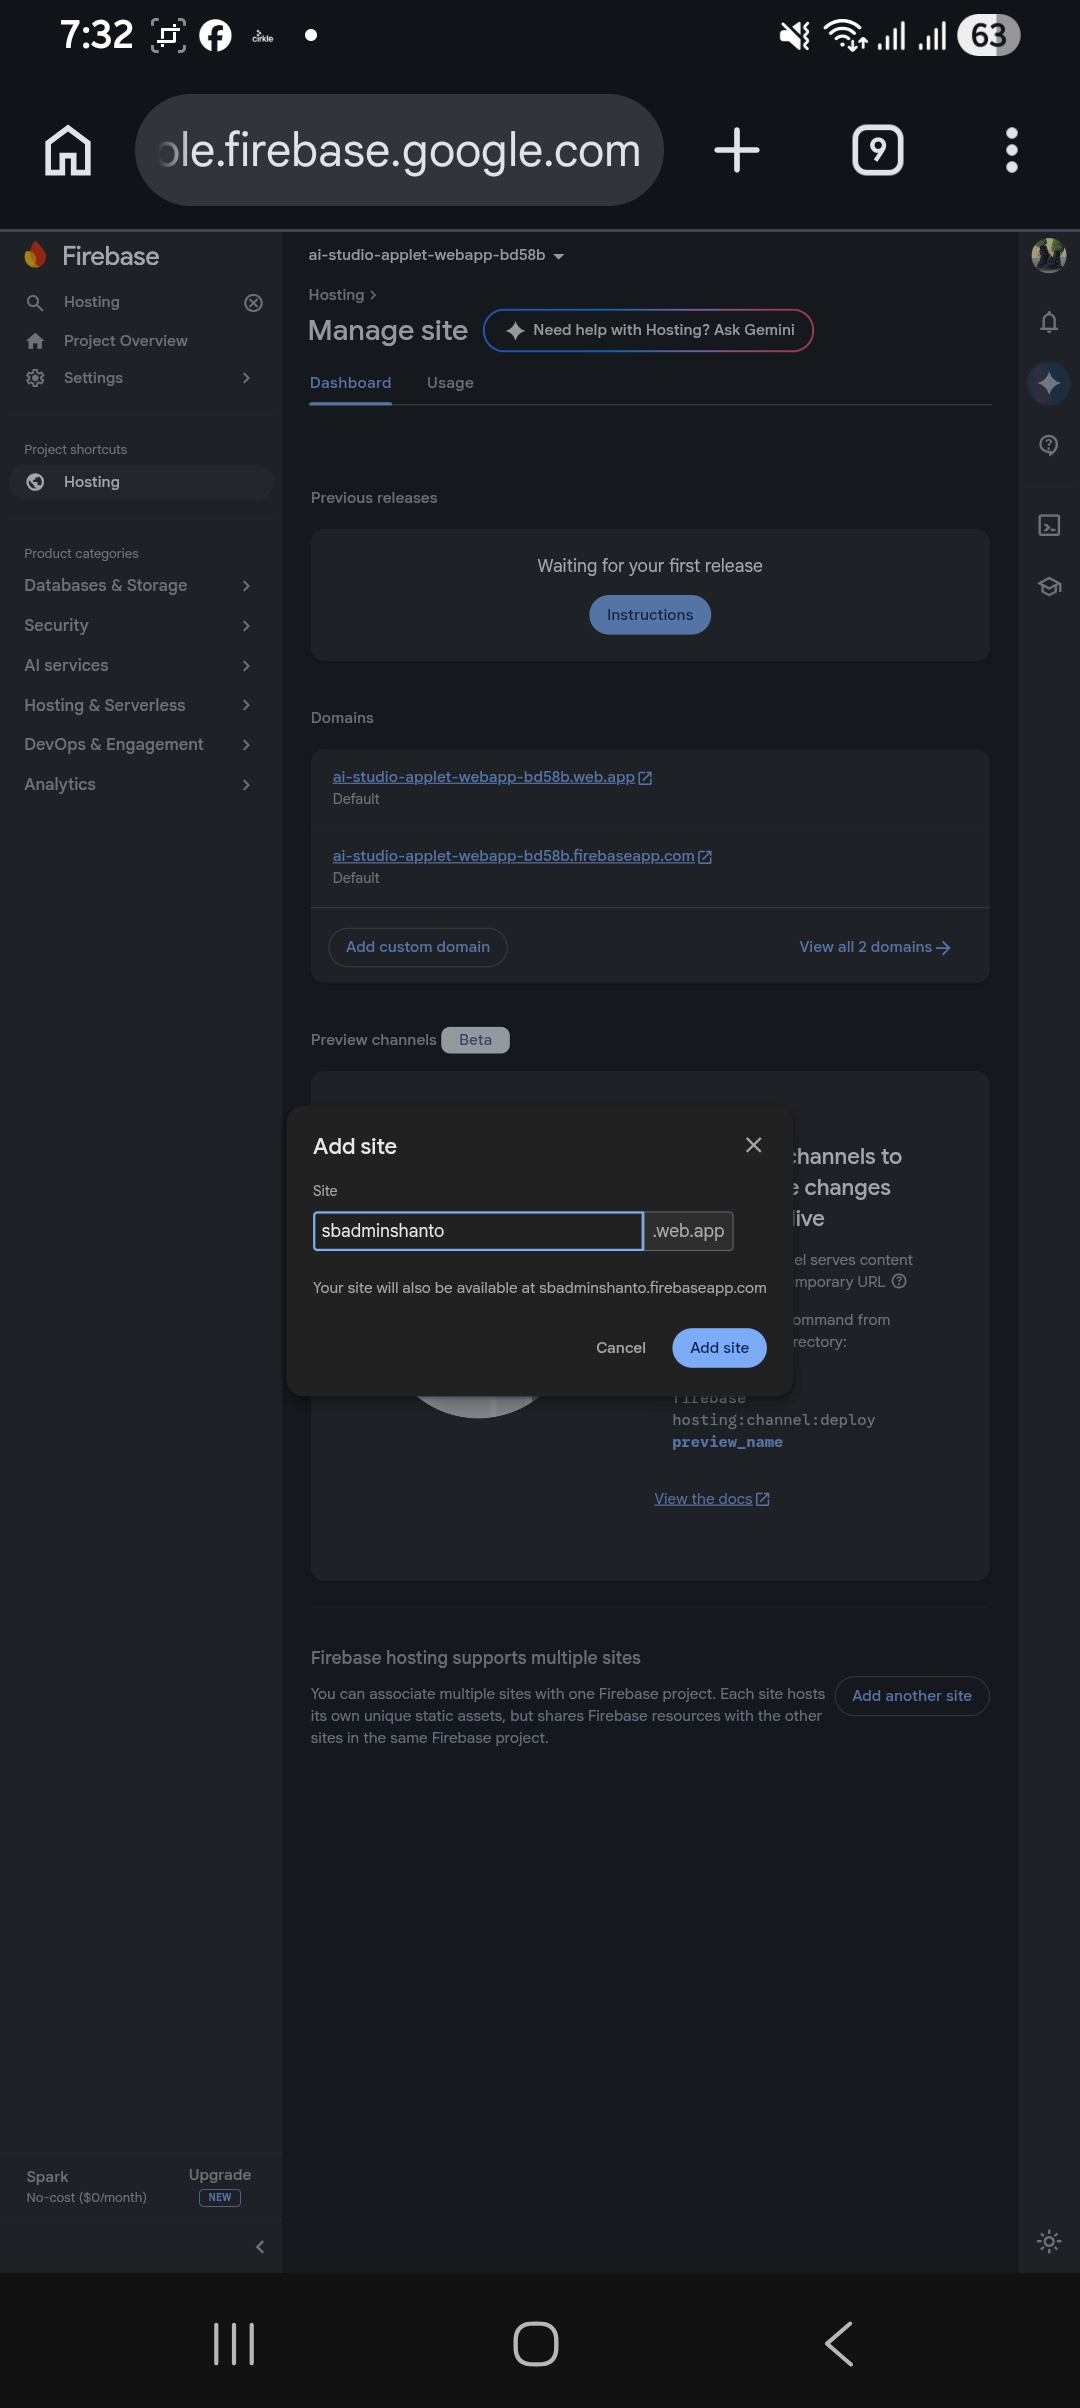 7:32
cirkle
63
ole.firebase.google.com
9
Firebase
Hosting
Project Overview
Settings
Project shortcuts
Hosting
Product categories
Databases & Storage
Security
AI services
Hosting & Serverless
DevOps & Engagement
Analytics
Spark
No-cost ($0/month)
Upgrade
NEW
ai-studio-applet-webapp-bd58b
Hosting
Manage site
Need help with Hosting? Ask Gemini
Dashboard
Usage
Previous releases
Waiting for your first release
Instructions
Domains
ai-studio-applet-webapp-bd58b.web.app
Default
ai-studio-applet-webapp-bd58b.firebaseapp.com
Default
Add custom domain
View all 2 domains
Preview channels
Beta
Add site
Site
sbadminshanto
.web.app
Your site will also be available at sbadminshanto.firebaseapp.com
Cancel
Add site
channels to
e changes
live
el serves content
mporary URL
ommand from
rectory:
firebase
hosting:channel:deploy
preview_name
View the docs
Firebase hosting supports multiple sites
You can associate multiple sites with one Firebase project. Each site hosts
its own unique static assets, but shares Firebase resources with the other
sites in the same Firebase project.
Add another site